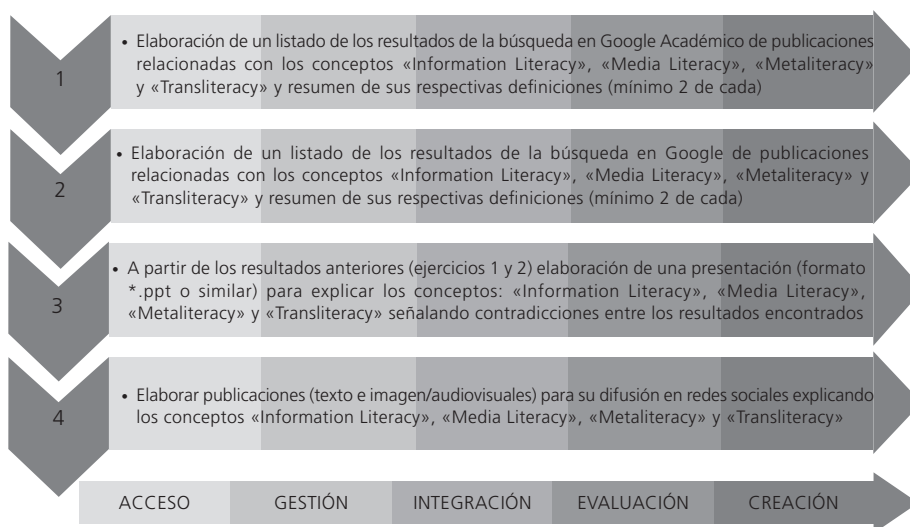 1
• Elaboración de un listado de los resultados de la búsqueda en Google Académico de publicaciones
relacionadas con los conceptos «Information Literacy», «Media Literacy», «Metaliteracy»
y «Transliteracy» y resumen de sus respectivas definiciones (mínimo 2 de cada)
2
• Elaboración de un listado de los resultados de la búsqueda en Google de publicaciones
relacionadas con los conceptos «Information Literacy», «Media Literacy», «Metaliteracy» y
«Transliteracy» y resumen de sus respectivas definiciones (mínimo 2 de cada)
3
• A partir de los resultados anteriores (ejercicios 1 y 2) elaboración de una presentación (formato
*.ppt o similar) para explicar los conceptos: «Information Literacy», «Media Literacy»,
«Metaliteracy» y «Transliteracy» señalando contradicciones entre los resultados encontrados
4
• Elaborar publicaciones (texto e imagen/audiovisuales) para su difusión en redes sociales explicando
los conceptos «Information Literacy», «Media Literacy», «Metaliteracy» y «Transliteracy»
ACCESO GESTIÓN INTEGRACIÓN EVALUACIÓN CREACIÓN